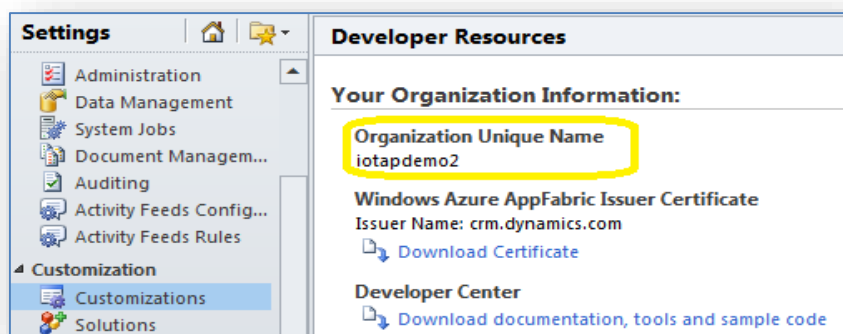 Settings
Administration
Data Management
System Jobs
Document Managem...
Auditing
Activity Feeds Config...
Activity Feeds Rules
Customization
Customizations
Solutions
Developer Resources
Your Organization Information:
Organization Unique Name
iotapdemo2
Windows Azure AppFabric Issuer Certificate
Issuer Name: crm.dynamics.com
Download Certificate
Developer Center
Download documentation, tools and sample code